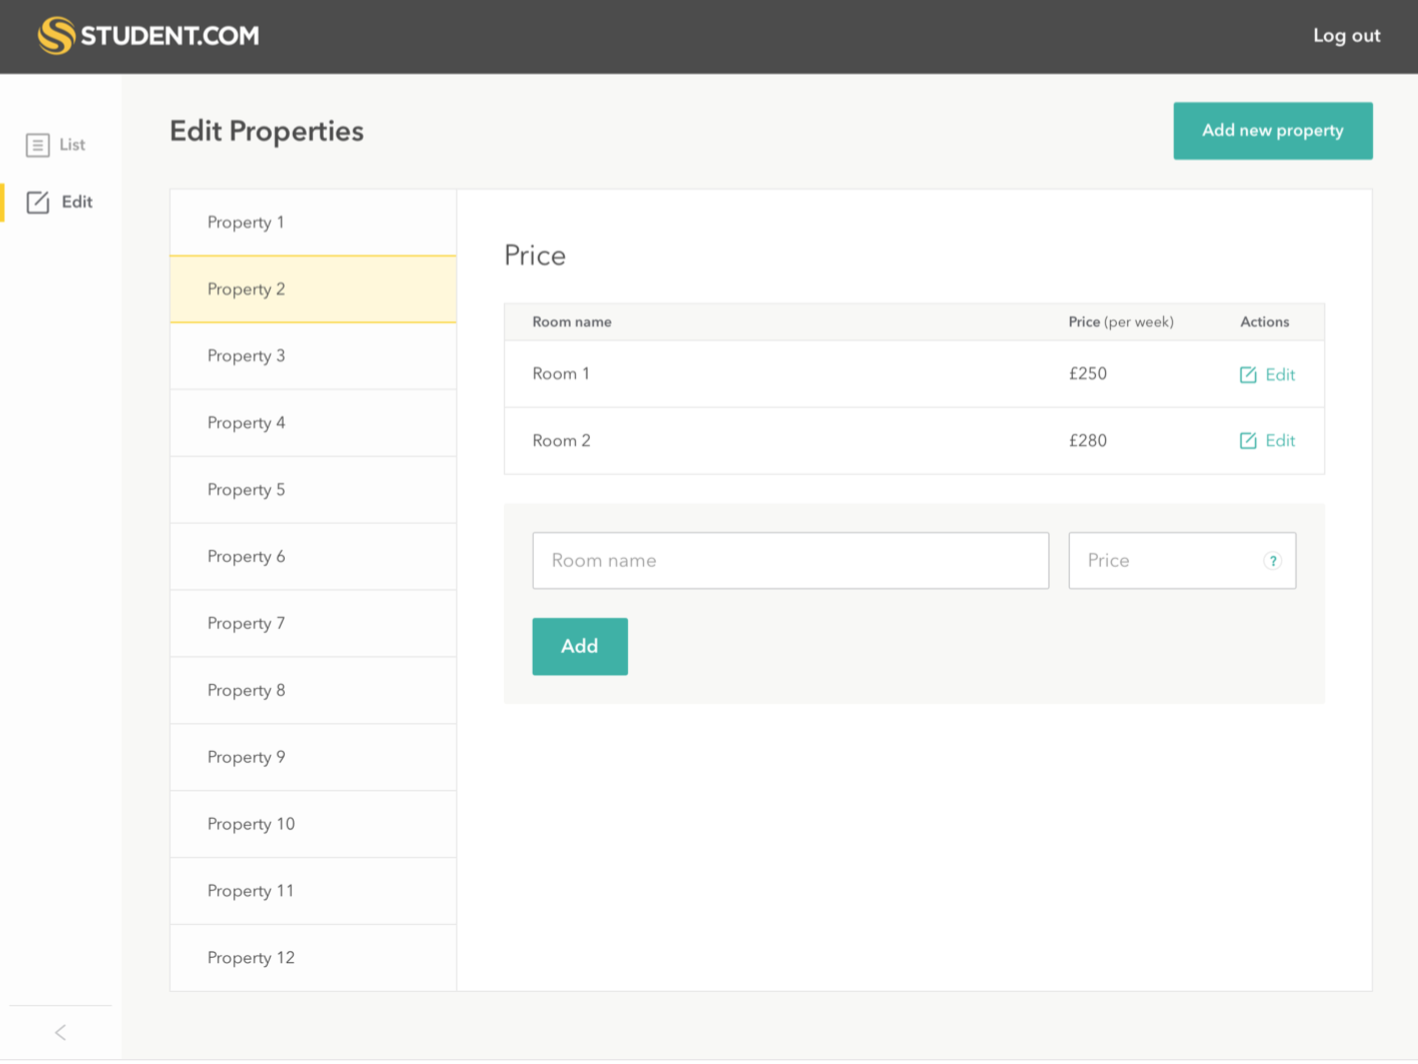 STUDENT.COM
Log out
List
Edit
Edit Properties
Add new property
Property 1
Property 2
Property 3
Property 4
Property 5
Property 6
Property 7
Property 8
Property 9
Property 10
Property 11
Property 12
Price
Room name Price (per week) Actions
Room 1 £250 Edit
Room 2 £280 Edit
Room name Price ?
Add